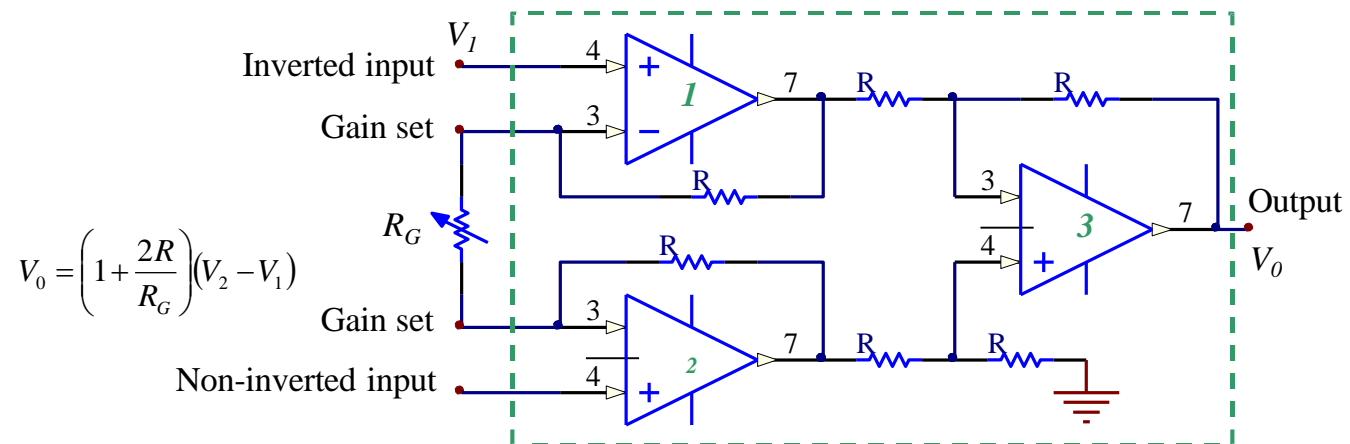 V1
Inverted input
4
+
1
7
R
R
Gain set
3
−
R
RG
3
4
+
3
7
Output
V0
V0 = (1 + 2R/RG)(V2 − V1)
R
Gain set
3
2
7
R
R
Non-inverted input
4
+